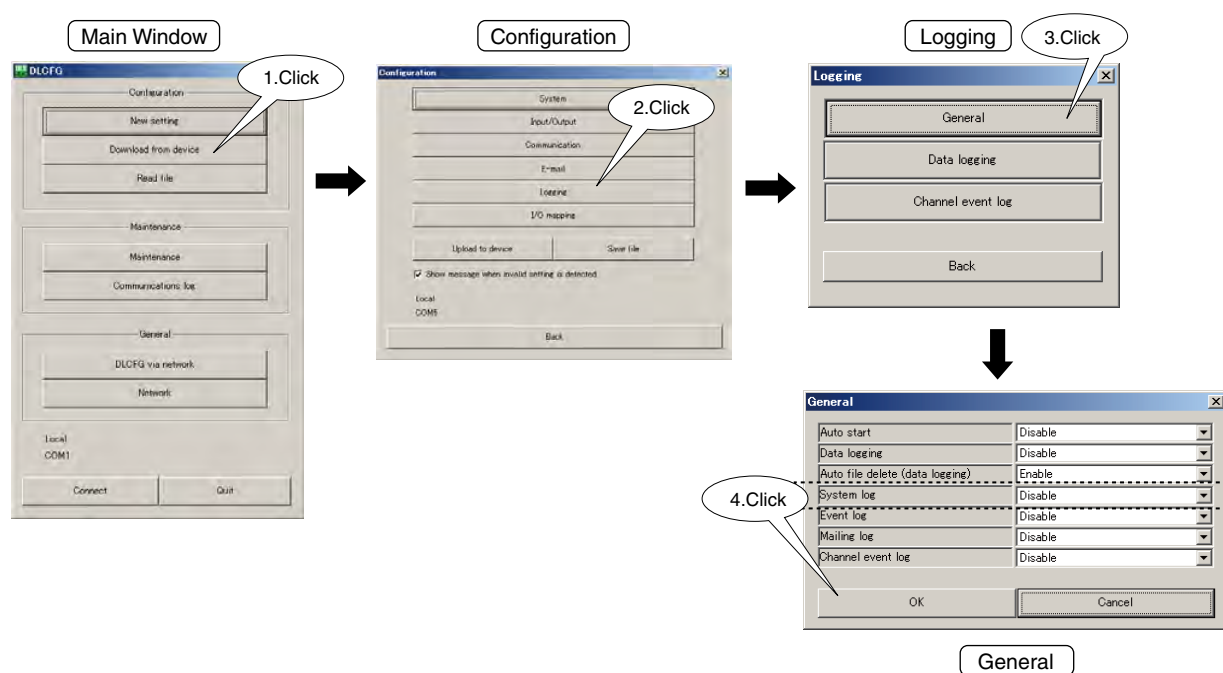 Main Window
DLCFG
1.Click
Configuration
New setting
Download from device
Read file
Maintenance
Maintenance
Communications log
General
DLCFG via network
Network
Local
COM1
Connect
Quit
Configuration
Configuration
System
2.Click
Input/Output
Communication
E-mail
Logging
I/O mapping
Upload to device
Save file
Show message when invalid setting is detected
Local
COM5
Back
Logging
3.Click
Logging
General
Data logging
Channel event log
Back
General
Auto start Disable
Data logging Disable
Auto file delete (data logging) Enable
System log Disable
4.Click
Event log Disable
Mailing log Disable
Channel event log Disable
OK
Cancel
General